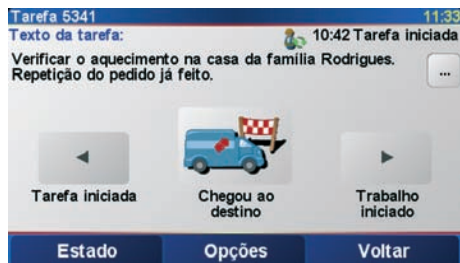 Tarefa 5341 11:33
Texto da tarefa: 10:42 Tarefa iniciada
Verificar o aquecimento na casa da família Rodrigues.
Repetição do pedido já feito.
...
Tarefa iniciada
Chegou ao
destino
Trabalho
iniciado
Estado Opções Voltar